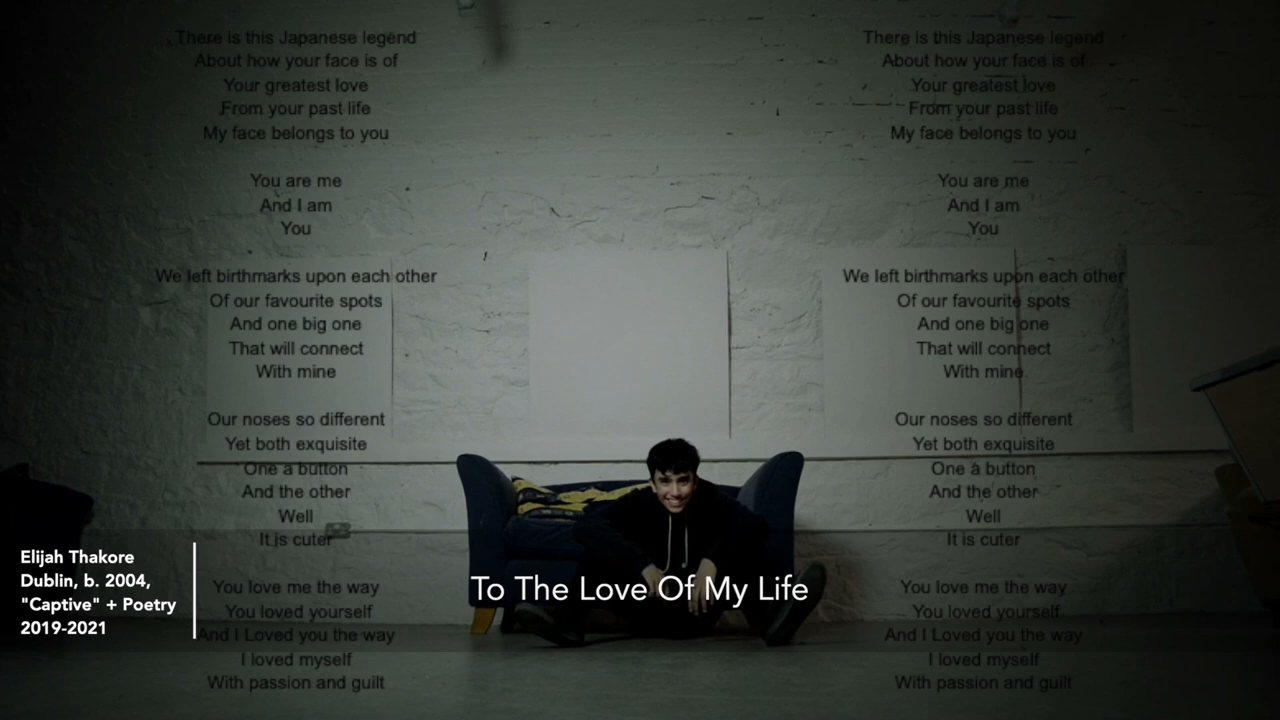 There is this Japanese legend
About how your face is of
Your greatest love
From your past life
My face belongs to you
You are me
And I am
You
We left birthmarks upon each other
Of our favourite spots
And one big one
That will connect
With mine
Our noses so different
Yet both exquisite
One a button
And the other
Well
It is cuter
You love me the way
You loved yourself
And I Loved you the way
I loved myself
With passion and guilt
There is this Japanese legend
About how your face is of
Your greatest love
From your past life
My face belongs to you
You are me
And I am
You
We left birthmarks upon each other
Of our favourite spots
And one big one
That will connect
With mine
Our noses so different
Yet both exquisite
One a button
And the other
Well
It is cuter
You love me the way
You loved yourself
And I Loved you the way
I loved myself
With passion and guilt
Elijah Thakore
Dublin, b. 2004,
"Captive" + Poetry
2019-2021
To The Love Of My Life